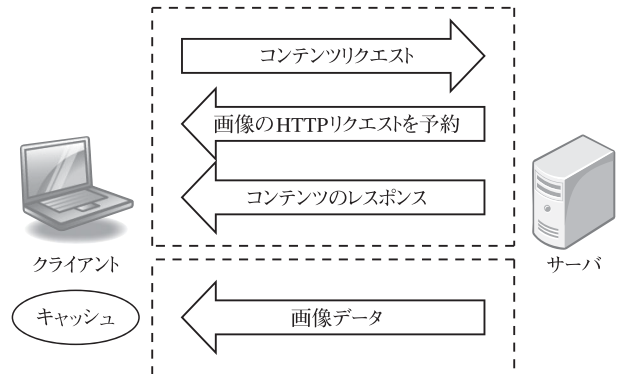 コンテンツリクエスト
画像のHTTPリクエストを予約
コンテンツのレスポンス
クライアント
サーバ
キャッシュ
画像データ